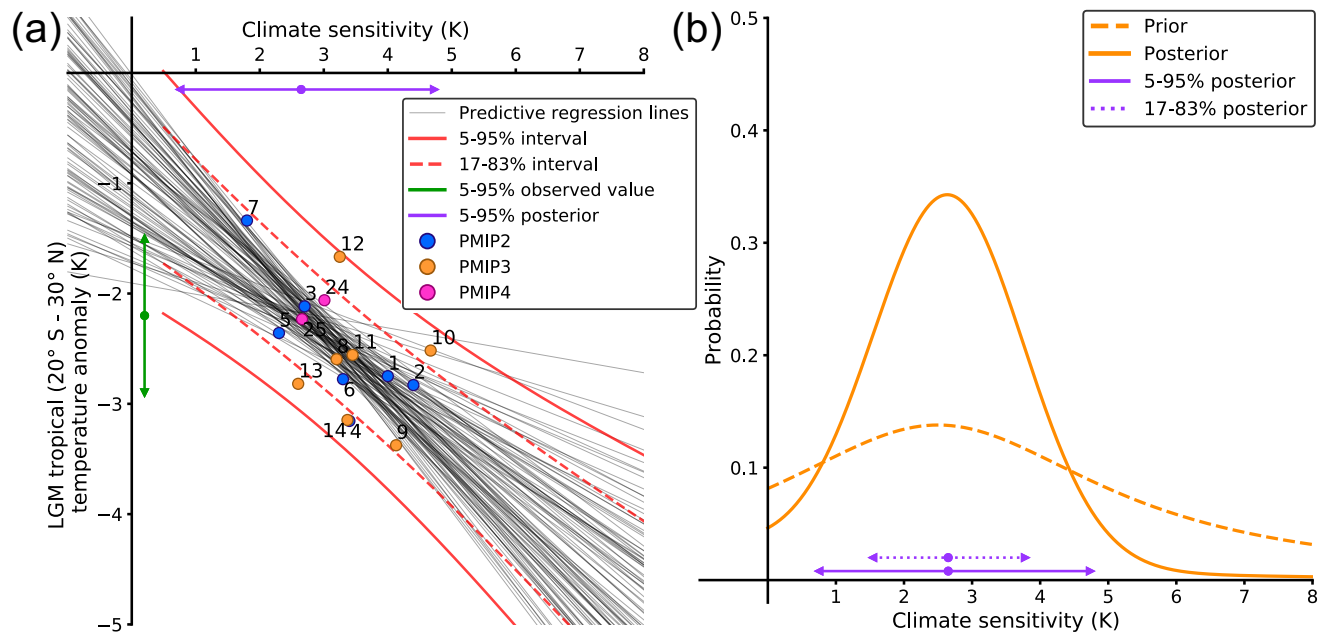 (a)
Climate sensitivity (K)
1 2 3 4 5 6 7 8
Predictive regression lines
5-95% interval
17-83% interval
5-95% observed value
5-95% posterior
PMIP2
PMIP3
PMIP4
LGM tropical (20° S - 30° N)
temperature anomaly (K)
−1
−2
−3
−4
−5
7
12
24
3
5
25
11
8
10
1
2
13
6
14
4
9
(b)
Prior
Posterior
5-95% posterior
17-83% posterior
Probability
0.5
0.4
0.3
0.2
0.1
1 2 3 4 5 6 7 8
Climate sensitivity (K)